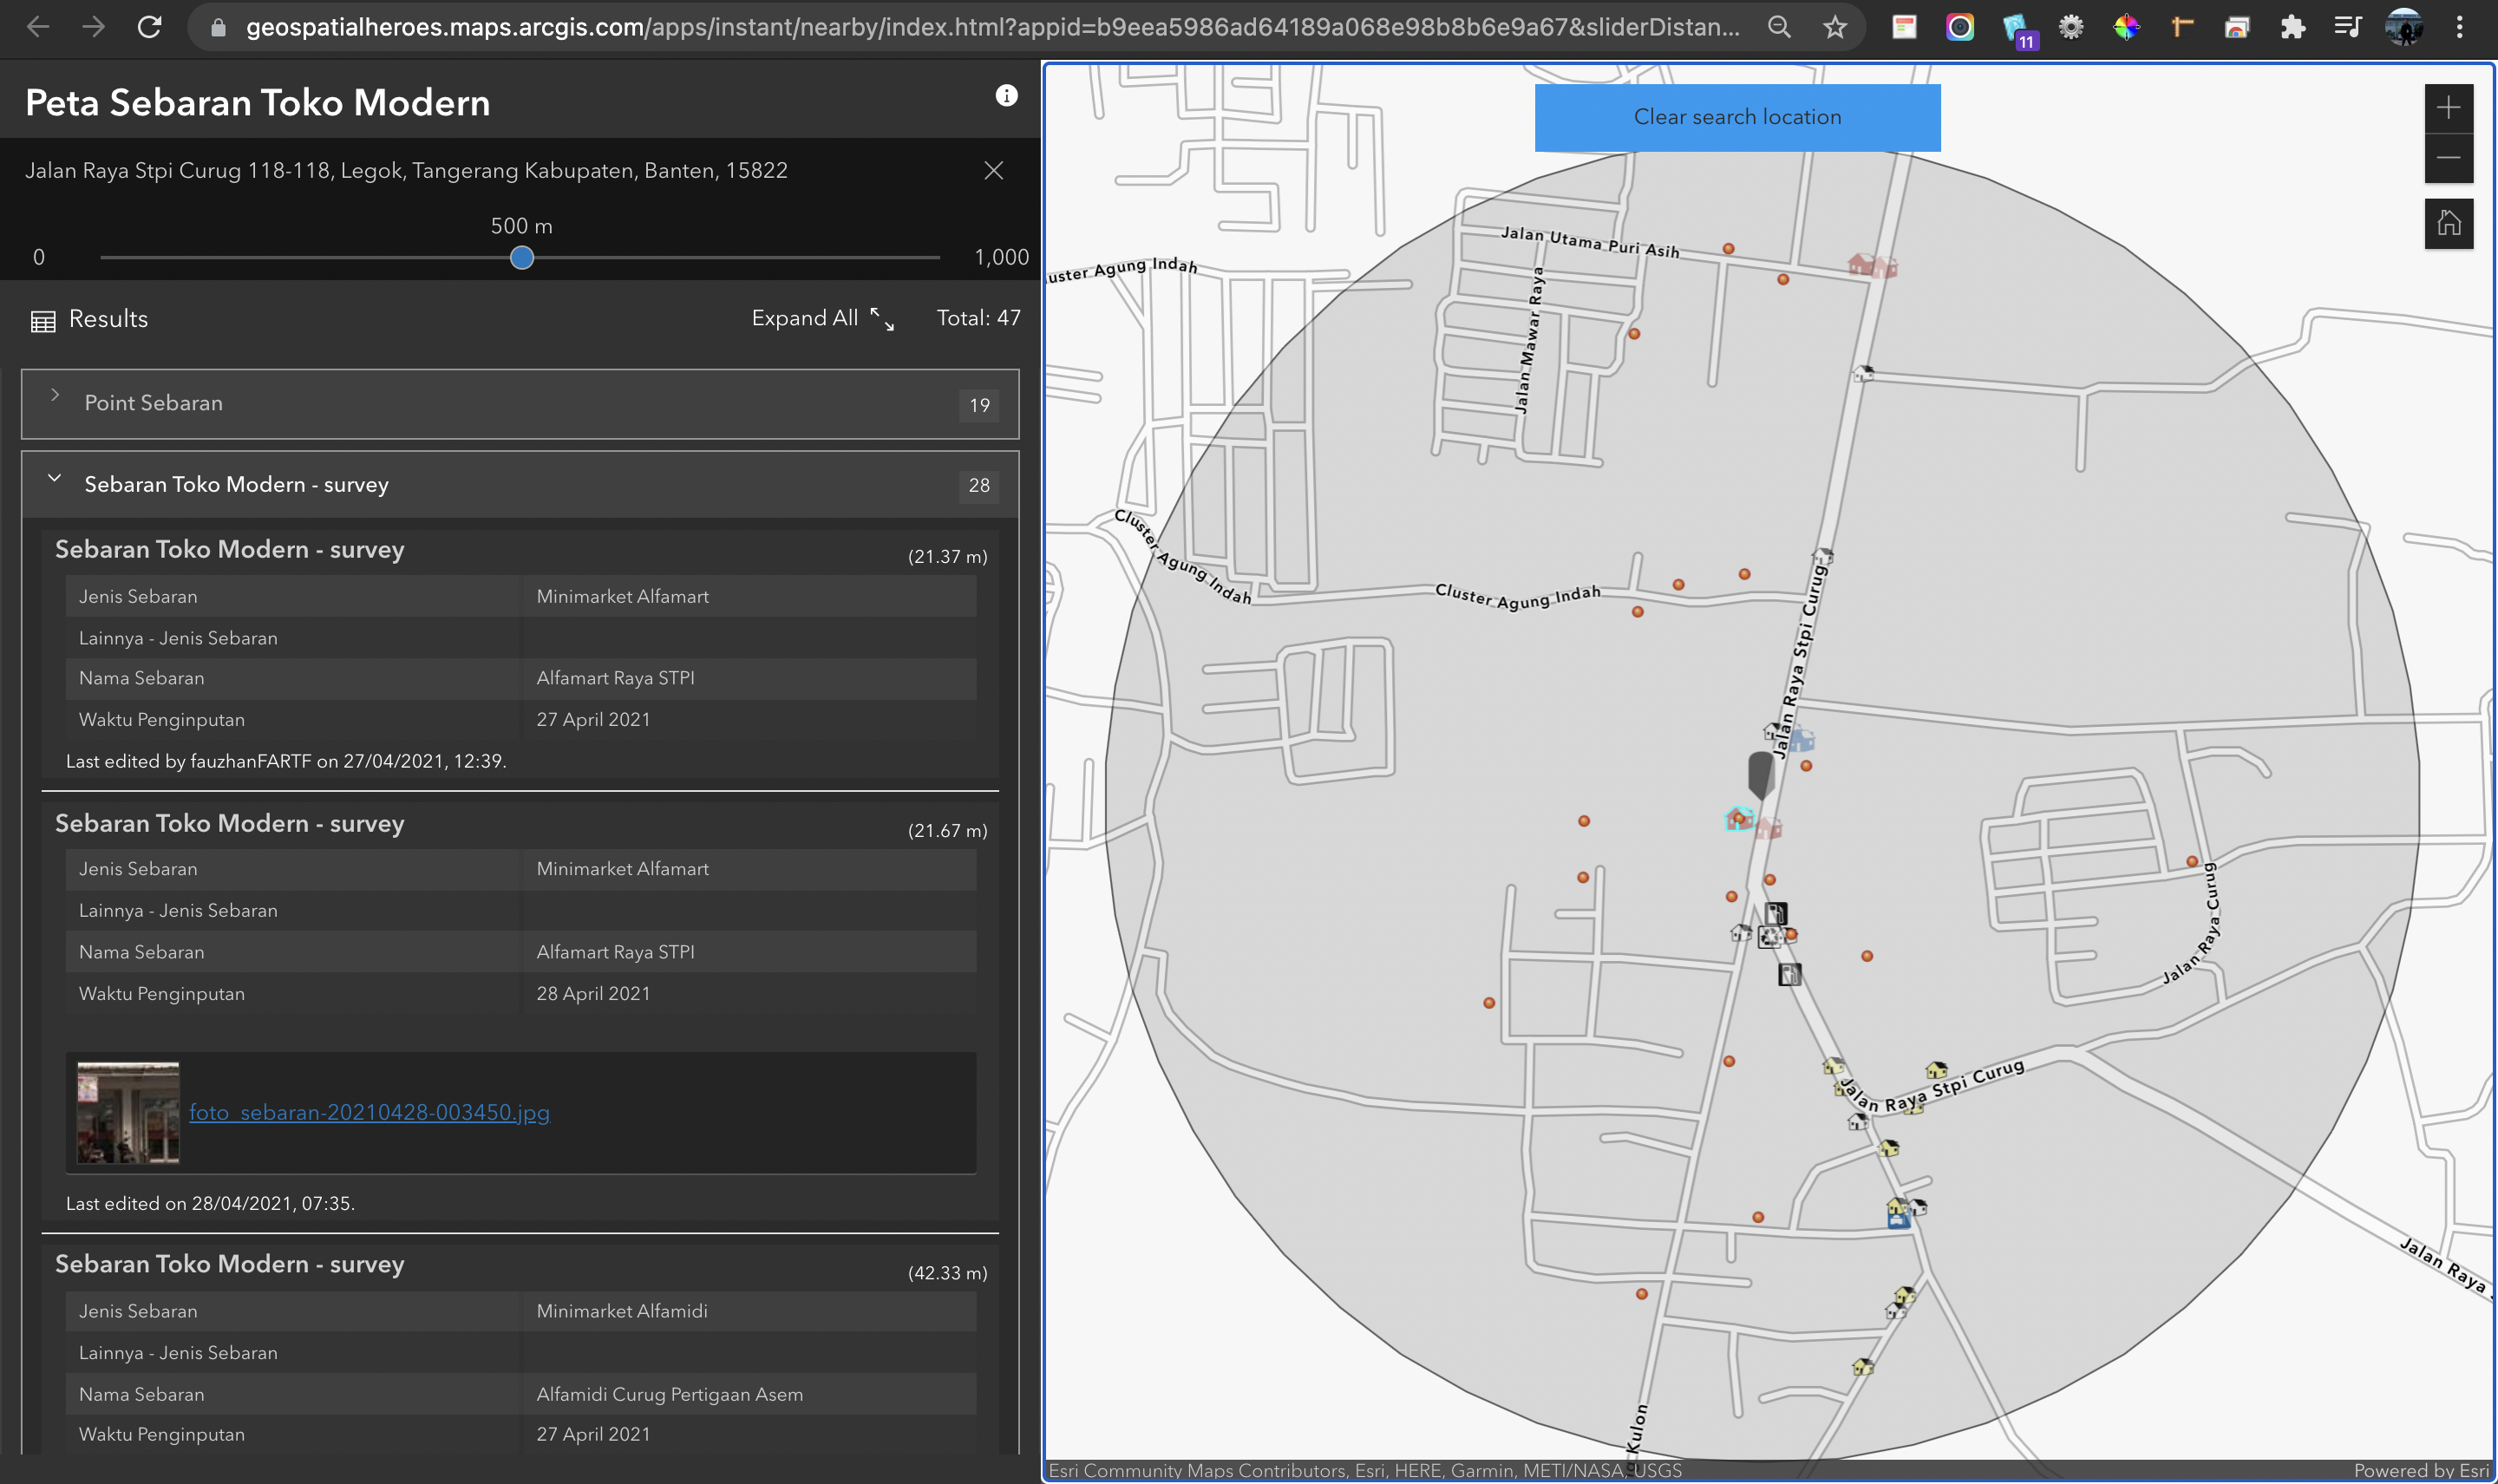 geospatialheroes.maps.arcgis.com/apps/instant/nearby/index.html?appid=b9eea5986ad64189a068e98b8b6e9a67&sliderDistan...
11
Peta Sebaran Toko Modern
Jalan Raya Stpi Curug 118-118, Legok, Tangerang Kabupaten, Banten, 15822
500 m
0
1,000
Results
Expand All
Total: 47
Point Sebaran
19
Sebaran Toko Modern - survey
28
Sebaran Toko Modern - survey
(21.37 m)
Jenis Sebaran Minimarket Alfamart
Lainnya - Jenis Sebaran
Nama Sebaran Alfamart Raya STPI
Waktu Penginputan 27 April 2021
Last edited by fauzhanFARTF on 27/04/2021, 12:39.
Sebaran Toko Modern - survey
(21.67 m)
Jenis Sebaran Minimarket Alfamart
Lainnya - Jenis Sebaran
Nama Sebaran Alfamart Raya STPI
Waktu Penginputan 28 April 2021
foto_sebaran-20210428-003450.jpg
Last edited on 28/04/2021, 07:35.
Sebaran Toko Modern - survey
(42.33 m)
Jenis Sebaran Minimarket Alfamidi
Lainnya - Jenis Sebaran
Nama Sebaran Alfamidi Curug Pertigaan Asem
Waktu Penginputan 27 April 2021
Clear search location
Jalan Utama Puri Asih
luster Agung Indah
Jalan Mawar Raya
Cluster Agung Indah
Cluster Agung Indah
Jalan Raya Stpi Curug
Jalan Raya Curug
Jalan Raya Stpi Curug
Jalan Raya
Kulon
Esri Community Maps Contributors, Esri, HERE, Garmin, METI/NASA, USGS
Powered by Esri